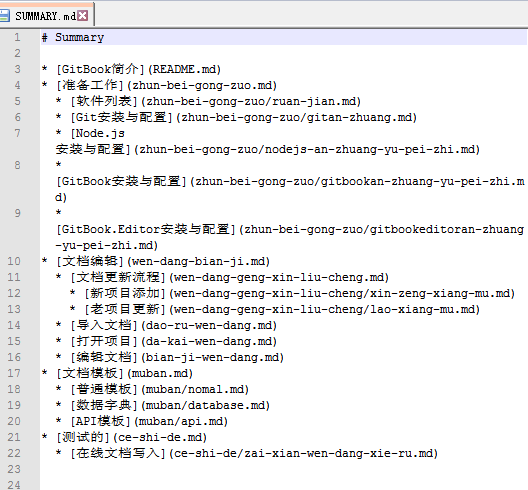 SUMMARY.md
1 # Summary
2
3 * [GitBook简介](README.md)
4 * [准备工作](zhun-bei-gong-zuo.md)
5 * [软件列表](zhun-bei-gong-zuo/ruan-jian.md)
6 * [Git安装与配置](zhun-bei-gong-zuo/gitan-zhuang.md)
7 * [Node.js
安装与配置](zhun-bei-gong-zuo/nodejs-an-zhuang-yu-pei-zhi.md)
8 *
[GitBook安装与配置](zhun-bei-gong-zuo/gitbookan-zhuang-yu-pei-zhi.m
d)
9 *
[GitBook.Editor安装与配置](zhun-bei-gong-zuo/gitbookeditoran-zhuang
-yu-pei-zhi.md)
10 * [文档编辑](wen-dang-bian-ji.md)
11 * [文档更新流程](wen-dang-geng-xin-liu-cheng.md)
12 * [新项目添加](wen-dang-geng-xin-liu-cheng/xin-zeng-xiang-mu.md)
13 * [老项目更新](wen-dang-geng-xin-liu-cheng/lao-xiang-mu.md)
14 * [导入文档](dao-ru-wen-dang.md)
15 * [打开项目](da-kai-wen-dang.md)
16 * [编辑文档](bian-ji-wen-dang.md)
17 * [文档模板](muban.md)
18 * [普通模板](muban/nomal.md)
19 * [数据字典](muban/database.md)
20 * [API模板](muban/api.md)
21 * [测试的](ce-shi-de.md)
22 * [在线文档写入](ce-shi-de/zai-xian-wen-dang-xie-ru.md)
23
24